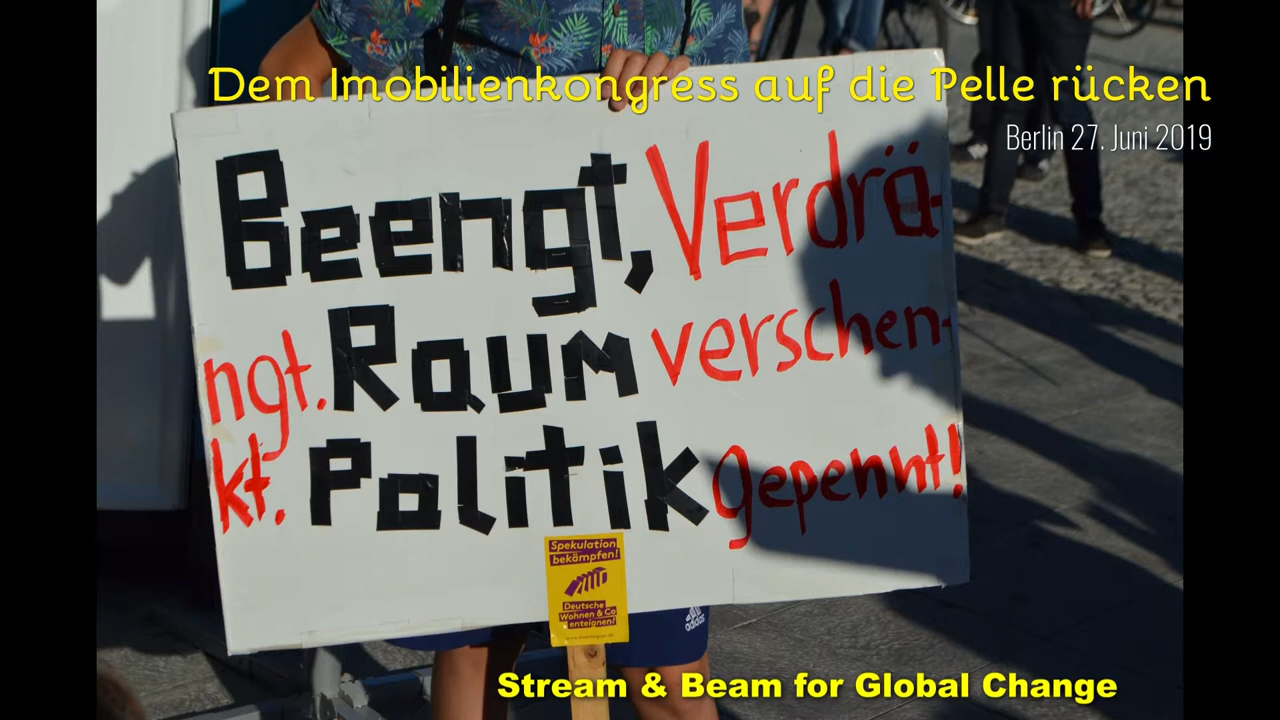 Dem Imobilienkongress auf die Pelle rücken
Berlin 27. Juni 2019
Beengt, Verdrä-
ngt. Raum verschen-
kt. Politik gepennt!
Spekulation
bekämpfen!
Deutsche
Wohnen & Co
enteignen!
adidas
Stream & Beam for Global Change